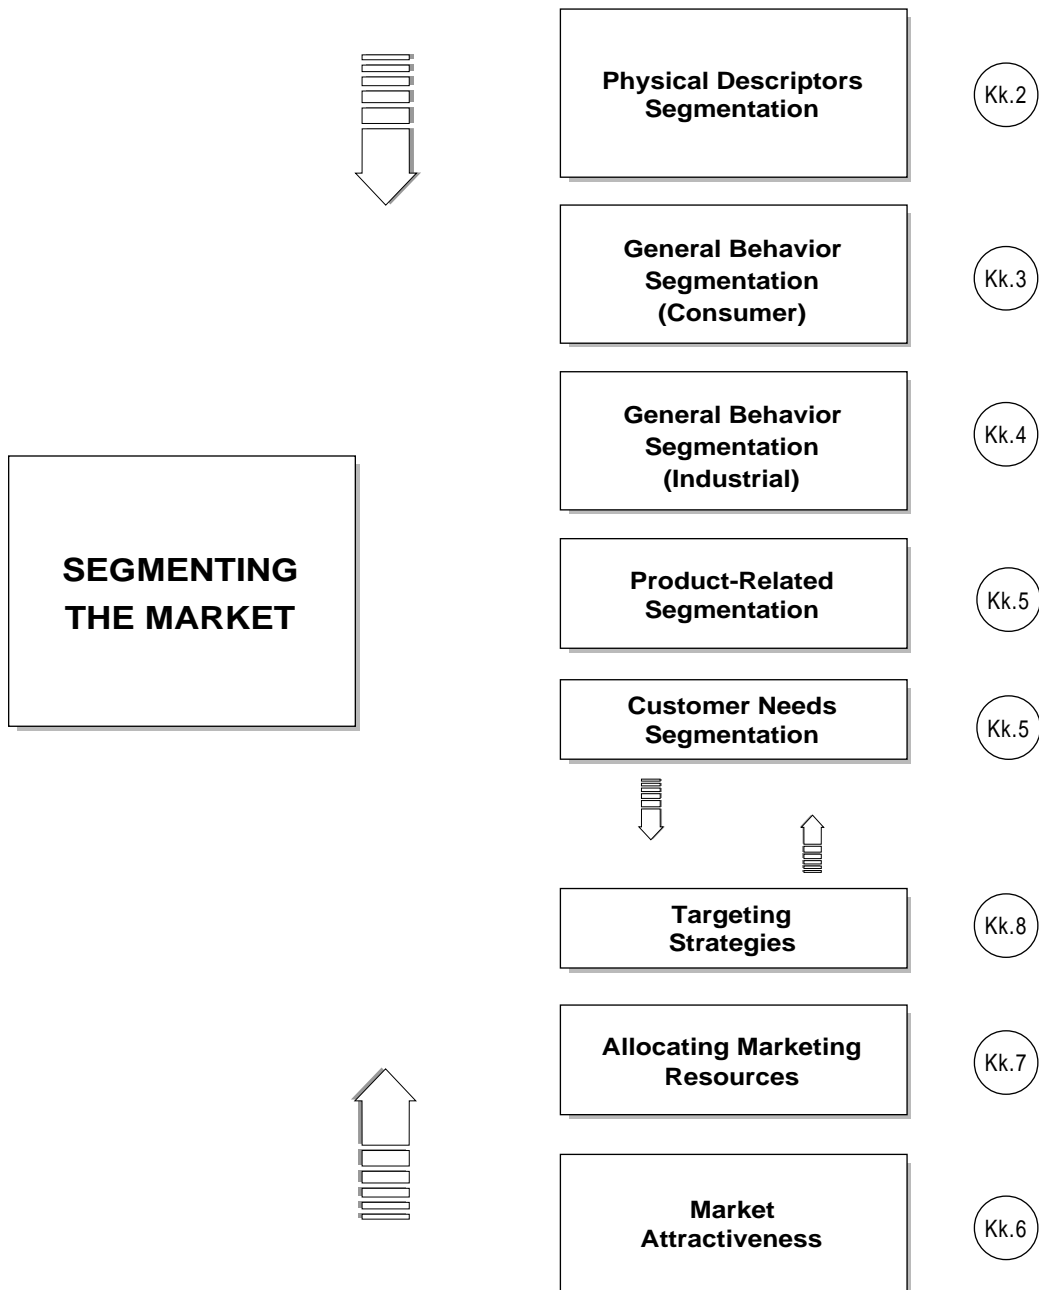 Physical Descriptors
Segmentation
Kk.2
General Behavior
Segmentation
(Consumer)
Kk.3
General Behavior
Segmentation
(Industrial)
Kk.4
SEGMENTING
THE MARKET
Product-Related
Segmentation
Kk.5
Customer Needs
Segmentation
Kk.5
Targeting
Strategies
Kk.8
Allocating Marketing
Resources
Kk.7
Market
Attractiveness
Kk.6